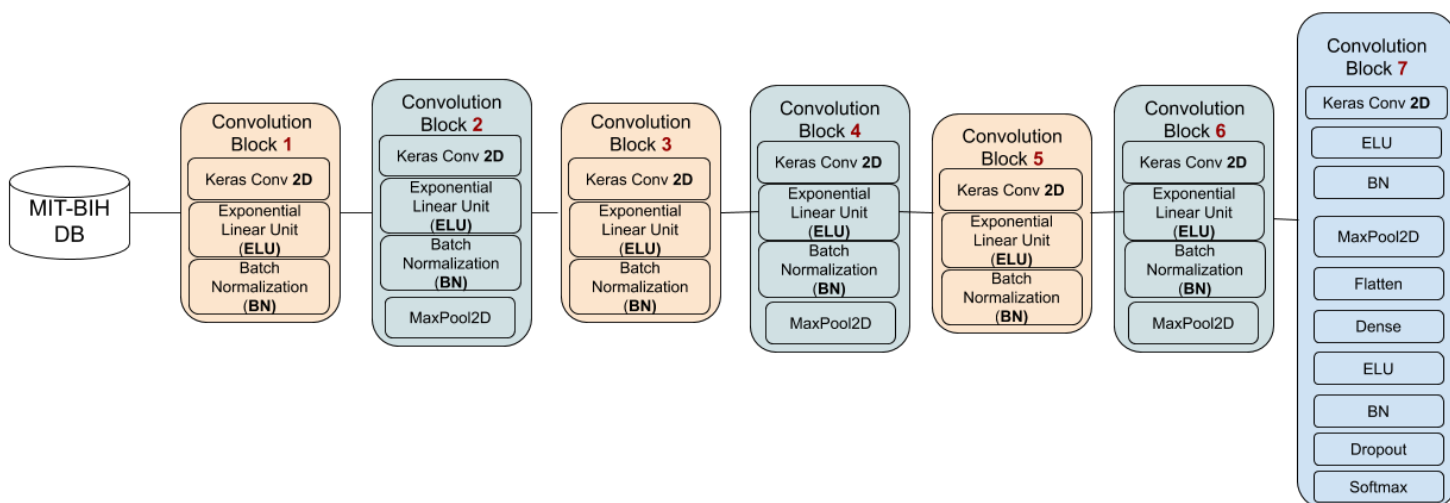 MIT-BIH
DB
Convolution
Block 1
Keras Conv 2D
Exponential
Linear Unit
(ELU)
Batch
Normalization
(BN)
Convolution
Block 2
Keras Conv 2D
Exponential
Linear Unit
(ELU)
Batch
Normalization
(BN)
MaxPool2D
Convolution
Block 3
Keras Conv 2D
Exponential
Linear Unit
(ELU)
Batch
Normalization
(BN)
Convolution
Block 4
Keras Conv 2D
Exponential
Linear Unit
(ELU)
Batch
Normalization
(BN)
MaxPool2D
Convolution
Block 5
Keras Conv 2D
Exponential
Linear Unit
(ELU)
Batch
Normalization
(BN)
Convolution
Block 6
Keras Conv 2D
Exponential
Linear Unit
(ELU)
Batch
Normalization
(BN)
MaxPool2D
Convolution
Block 7
Keras Conv 2D
ELU
BN
MaxPool2D
Flatten
Dense
ELU
BN
Dropout
Softmax